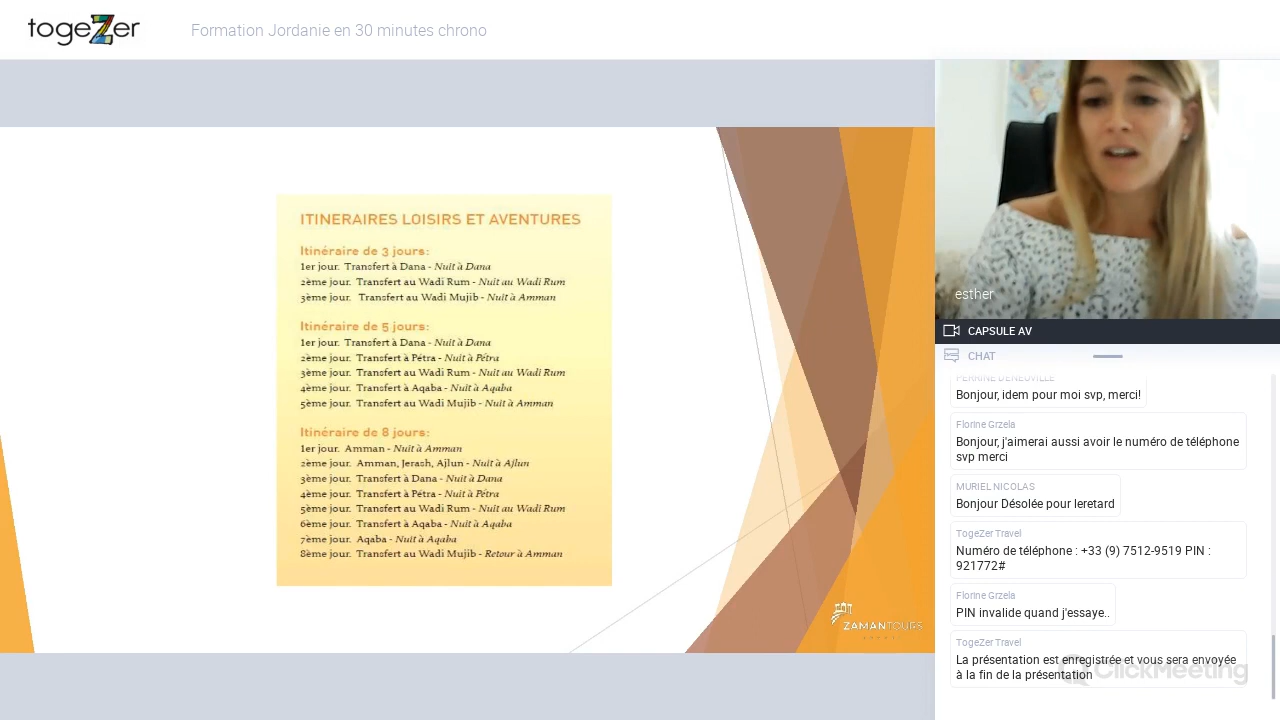 togeZer
Formation Jordanie en 30 minutes chrono
ITINERAIRES LOISIRS ET AVENTURES
Itinéraire de 3 jours:
1er jour. Transfert à Dana - Nuit à Dana
2ème jour. Transfert au Wadi Rum - Nuit au Wadi Rum
3ème jour. Transfert au Wadi Mujib - Nuit à Amman
Itinéraire de 5 jours:
1er jour. Transfert à Dana - Nuit à Dana
2ème jour. Transfert à Pétra - Nuit à Pétra
3ème jour. Transfert au Wadi Rum - Nuit au Wadi Rum
4ème jour. Transfert à Aqaba - Nuit à Aqaba
5ème jour. Transfert au Wadi Mujib - Nuit à Amman
Itinéraire de 8 jours:
1er jour. Amman - Nuit à Amman
2ème jour. Amman, Jerash, Ajlun - Nuit à Ajlun
3ème jour. Transfert à Dana - Nuit à Dana
4ème jour. Transfert à Pétra - Nuit à Pétra
5ème jour. Transfert au Wadi Rum - Nuit au Wadi Rum
6ème jour. Transfert à Aqaba - Nuit à Aqaba
7ème jour. Aqaba - Nuit à Aqaba
8ème jour. Transfert au Wadi Mujib - Retour à Amman
ZAMANTOURS
esther
CAPSULE AV
CHAT
PERRINE DENEUVILLE
Bonjour, idem pour moi svp, merci!
Florine Grzela
Bonjour, j'aimerai aussi avoir le numéro de téléphone
svp merci
MURIEL NICOLAS
Bonjour Désolée pour leretard
TogeZer Travel
Numéro de téléphone : +33 (9) 7512-9519 PIN :
921772#
Florine Grzela
PIN invalide quand j'essaye..
TogeZer Travel
La présentation est enregistrée et vous sera envoyée
à la fin de la présentation
ClickMeeting